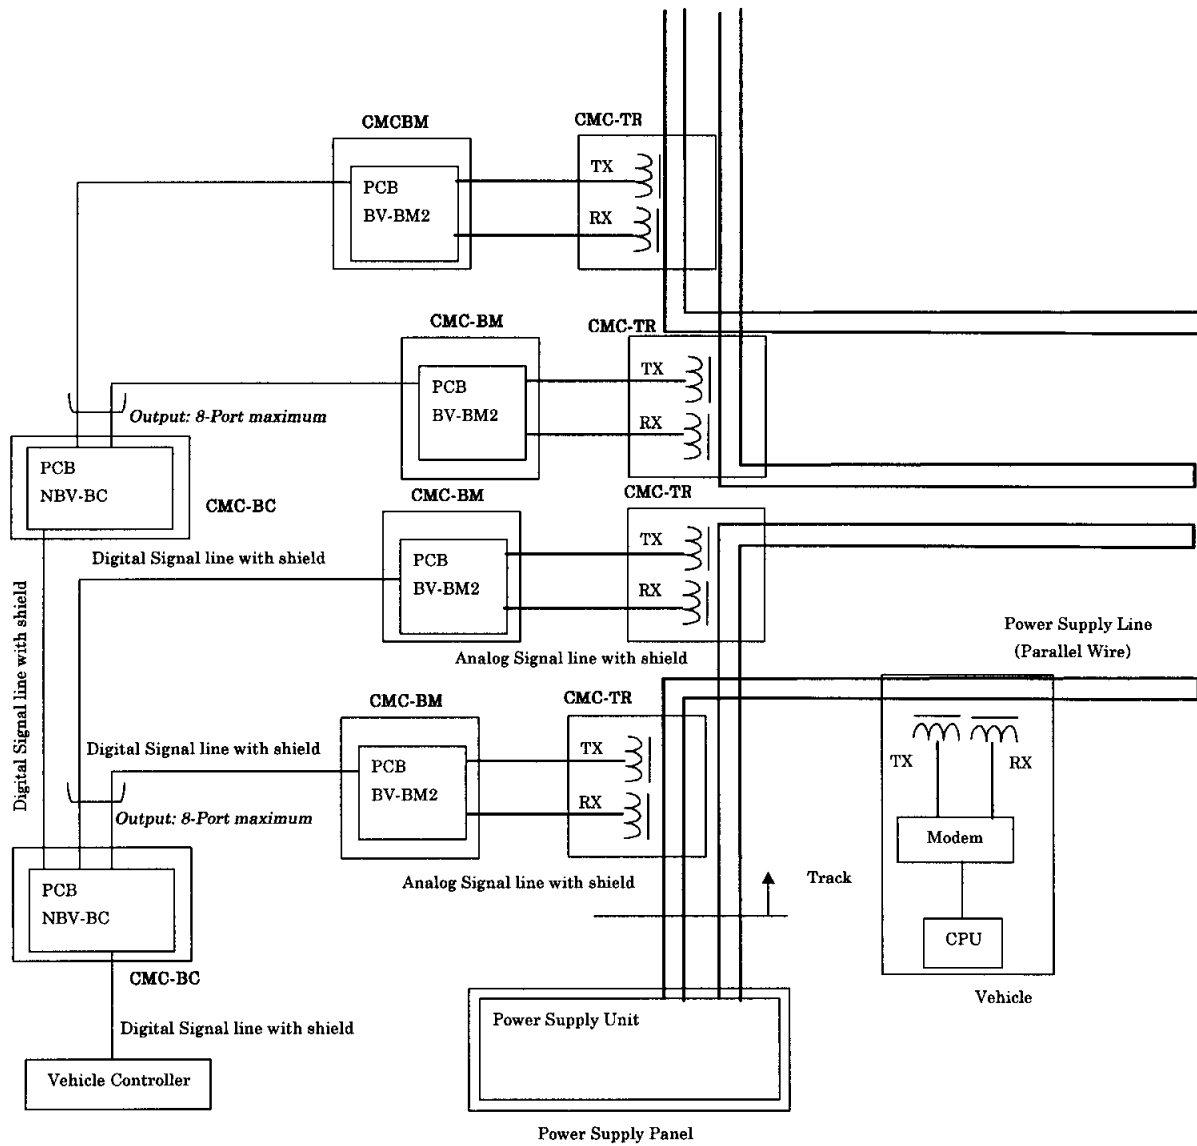 CMCBM
CMC-TR
TX
PCB
BV-BM2
RX
CMC-BM
CMC-TR
TX
PCB
BV-BM2
RX
Output: 8-Port maximum
PCB
NBV-BC
CMC-BC
CMC-BM
CMC-TR
TX
Digital Signal line with shield
PCB
BV-BM2
RX
Digital Signal line with shield
Analog Signal line with shield
Power Supply Line
(Parallel Wire)
CMC-BM
CMC-TR
TX
Digital Signal line with shield
PCB
BV-BM2
RX
Output: 8-Port maximum
TX
RX
Modem
CPU
Vehicle
Analog Signal line with shield
Track
PCB
NBV-BC
CMC-BC
Digital Signal line with shield
Vehicle Controller
Power Supply Unit
Power Supply Panel